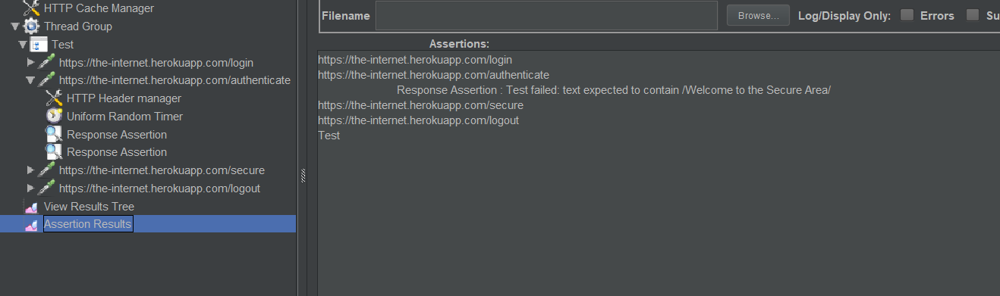 HTTP Cache Manager
Thread Group
Test
https://the-internet.herokuapp.com/login
https://the-internet.herokuapp.com/authenticate
HTTP Header manager
Uniform Random Timer
Response Assertion
Response Assertion
https://the-internet.herokuapp.com/secure
https://the-internet.herokuapp.com/logout
View Results Tree
Assertion Results
Filename Browse... Log/Display Only: Errors Su
Assertions:
https://the-internet.herokuapp.com/login
https://the-internet.herokuapp.com/authenticate
Response Assertion : Test failed: text expected to contain /Welcome to the Secure Area/
https://the-internet.herokuapp.com/secure
https://the-internet.herokuapp.com/logout
Test